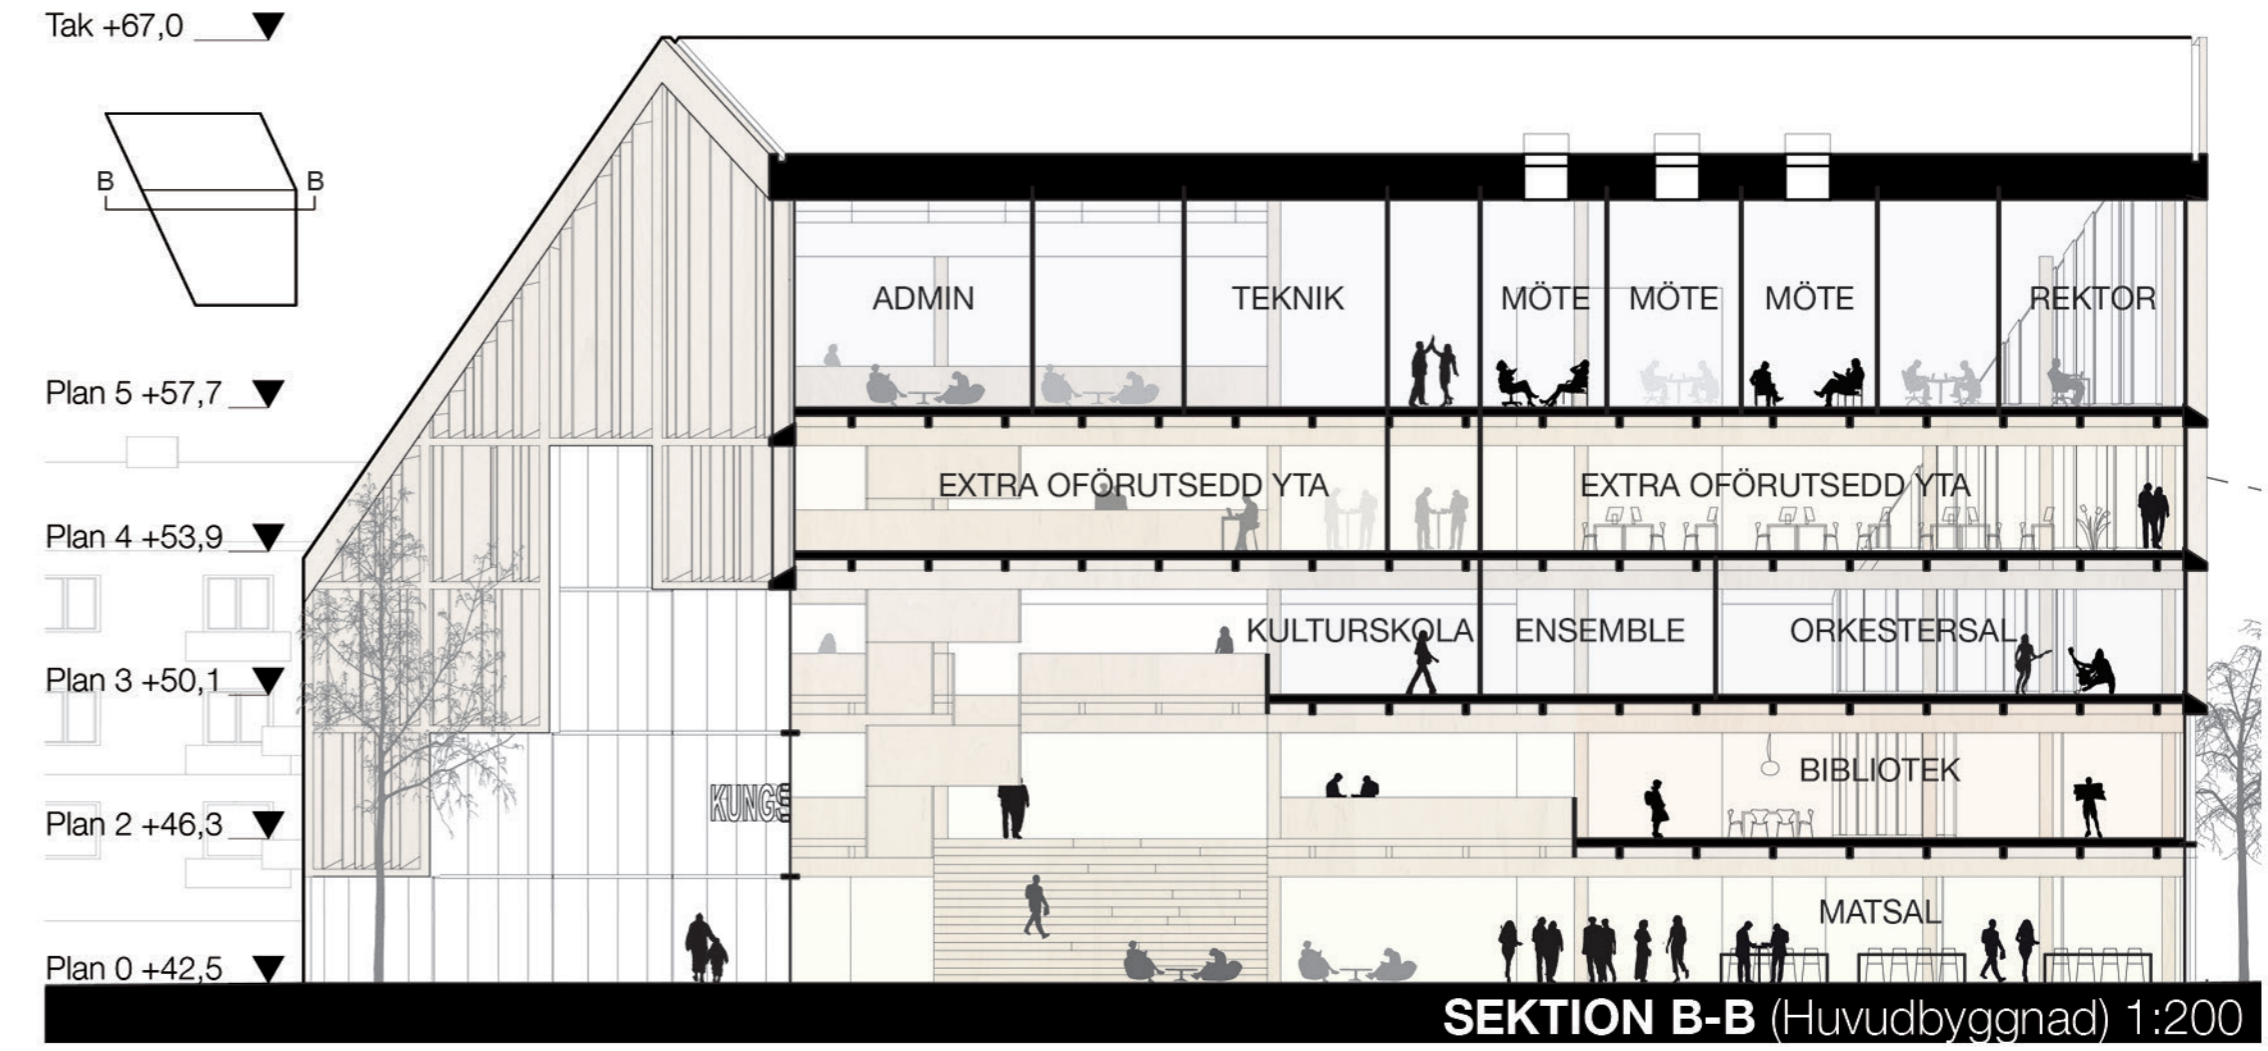 Tak +67,0
B B
Plan 5 +57,7
Plan 4 +53,9
Plan 3 +50,1
Plan 2 +46,3
Plan 0 +42,5
ADMIN TEKNIK MÖTE MÖTE MÖTE REKTOR
EXTRA OFÖRUTSEDD YTA EXTRA OFÖRUTSEDD YTA
KULTURSKOLA ENSEMBLE ORKESTERSAL
BIBLIOTEK
KUNGS
MATSAL
SEKTION B-B (Huvudbyggnad) 1:200